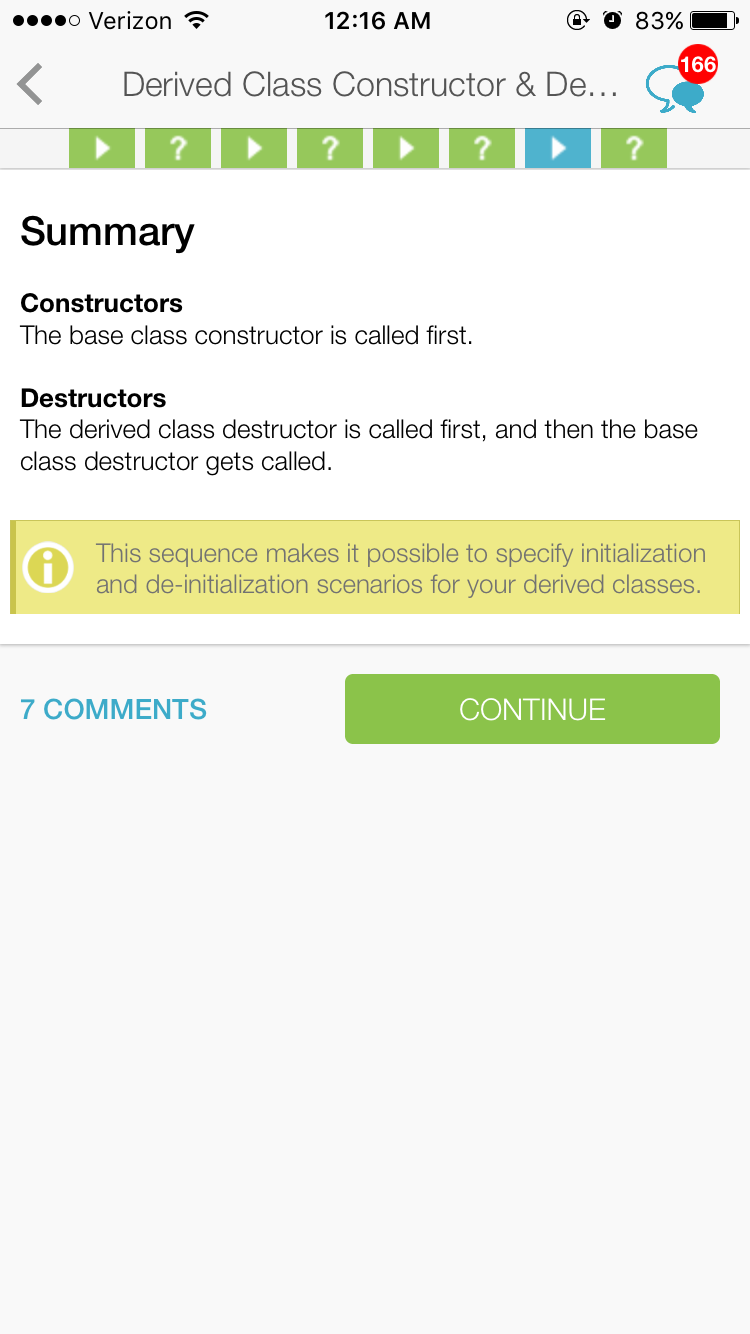 Verizon 12:16 AM 83%
Derived Class Constructor & De... 166
? ? ? ?
Summary
Constructors
The base class constructor is called first.
Destructors
The derived class destructor is called first, and then the base
class destructor gets called.
This sequence makes it possible to specify initialization
and de-initialization scenarios for your derived classes.
7 COMMENTS CONTINUE